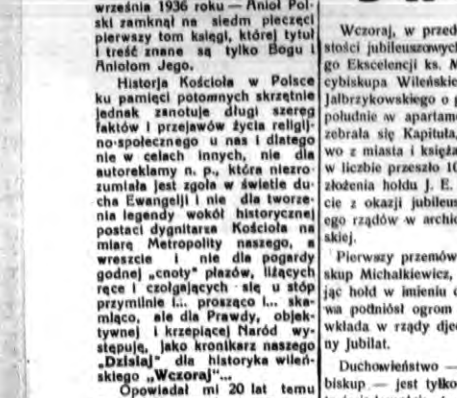 września 1936 roku — Anioł Pol-
ski zamknął na siedm pieczęci
pierwszy tom księgi, której tytuł
i treść znane są tylko Bogu i
Aniołom Jego.
Historja Kościoła w Polsce
ku pamięci potomnych skrzętnie
jednak zanotuje długi szereg
faktów i przejawów życia religij-
no-społecznego u nas i dlatego
nie w celach innych, nie dla
autoreklamy n. p., która niezro-
zumiała jest zgoła w świetle du-
cha Ewangelji i nie dla tworze-
nia legendy wokół historycznej
postaci dygnitarza Kościoła na
miarę Metropolity naszego, a
wreszcie i nie dla pogardy
godnej „cnoty” płazów, liżących
ręce i czołgających się u stóp
przymilnie i... prosząco i... ska-
mląco, ale dla Prawdy, objek-
tywnej i krzepiącej Naród wy-
stępuję, jako kronikarz naszego
„Dzisiaj” dla historyka wileń-
skiego „Wczoraj”...
Opowiadał mi 20 lat temu
Wczoraj, w przed
stości jubileuszowych
go Ekscelencji ks. M
cybiskupa Wileńskie
Jałbrzykowskiego o p
południe w apartame
zebrała się Kapituła,
wo z miasta i księża
w liczbie przeszło 10
złożenia hołdu J. E.
cie z okazji jubileus
ego rządów w archid
skiej.
Pierwszy przemów
skup Michalkiewicz,
jąc hołd w imieniu d
wa podniósł ogrom
wkłada w rządy djec
ny Jubilat.
Duchowieństwo —
biskup — jest tylko